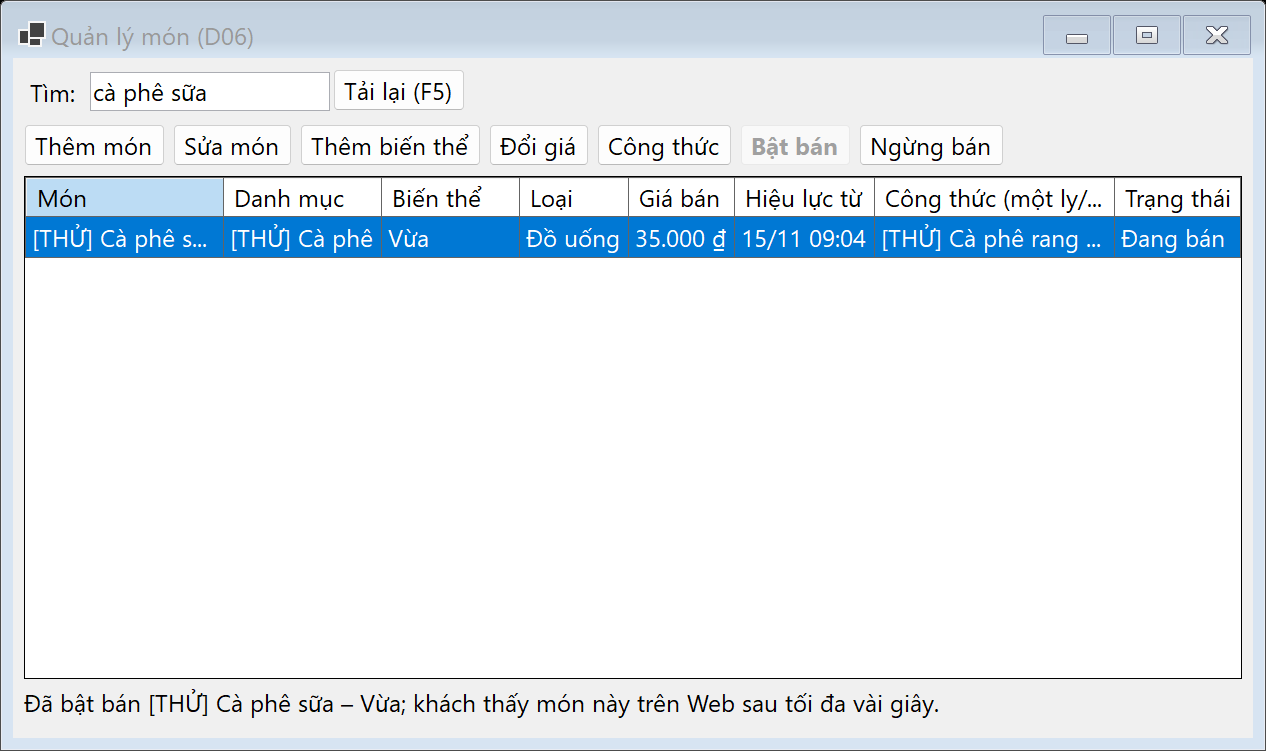 Quản lý món (D06)
Tìm: cà phê sữa Tải lại (F5)
Thêm món Sửa món Thêm biến thể Đổi giá Công thức Bật bán Ngừng bán
Món Danh mục Biến thể Loại Giá bán Hiệu lực từ Công thức (một ly/... Trạng thái
[THỬ] Cà phê s... [THỬ] Cà phê Vừa Đồ uống 35.000 ₫ 15/11 09:04 [THỬ] Cà phê rang ... Đang bán
Đã bật bán [THỬ] Cà phê sữa – Vừa; khách thấy món này trên Web sau tối đa vài giây.